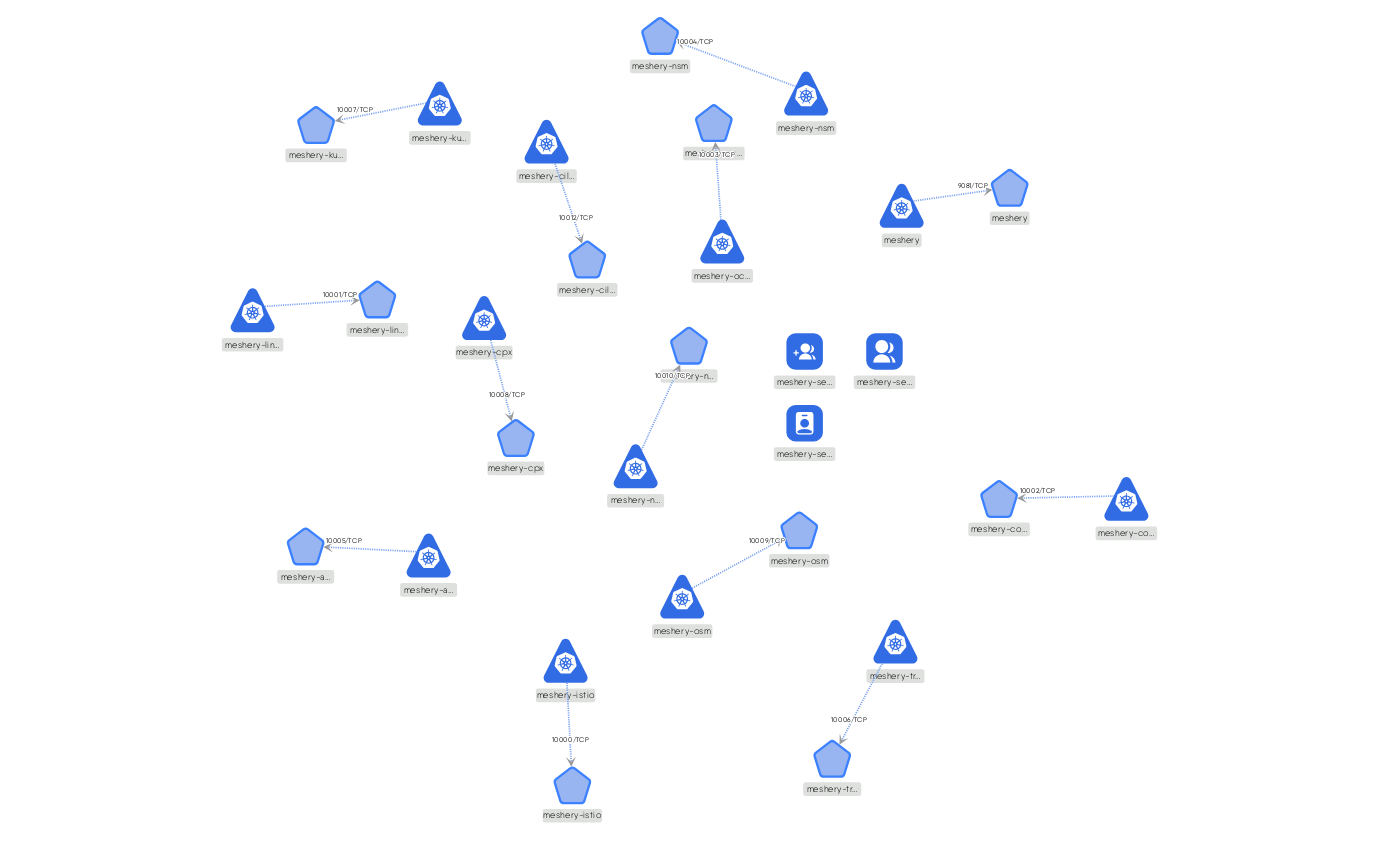 10004/TCP
meshery-nsm
meshery-nsm
10007/TCP
meshery-ku...
meshery-ku...
10003/TCP
meshery-cil...
10012/TCP
meshery-cil...
meshery-oc...
9081/TCP
meshery
meshery
10001/TCP
meshery-lin...
meshery-lin...
meshery-cpx
10008/TCP
meshery-cpx
10010/TCP
meshery-n...
meshery-se...
meshery-se...
meshery-se...
10002/TCP
meshery-co...
meshery-co...
10005/TCP
meshery-a...
meshery-a...
10009/TCP
meshery-osm
meshery-osm
meshery-istio
10000/TCP
meshery-istio
meshery-tr...
10006/TCP
meshery-tr...